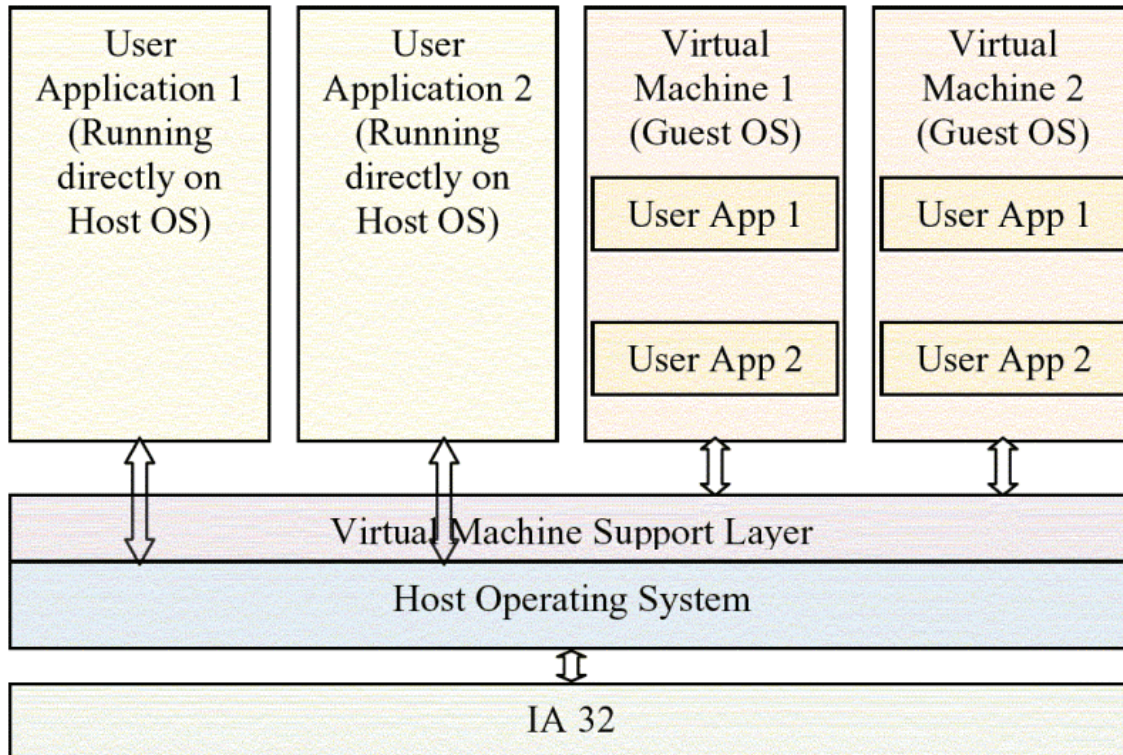 User
Application 1
(Running
directly on
Host OS)
User
Application 2
(Running
directly on
Host OS)
Virtual
Machine 1
(Guest OS)
User App 1
User App 2
Virtual
Machine 2
(Guest OS)
User App 1
User App 2
Virtual Machine Support Layer
Host Operating System
IA 32